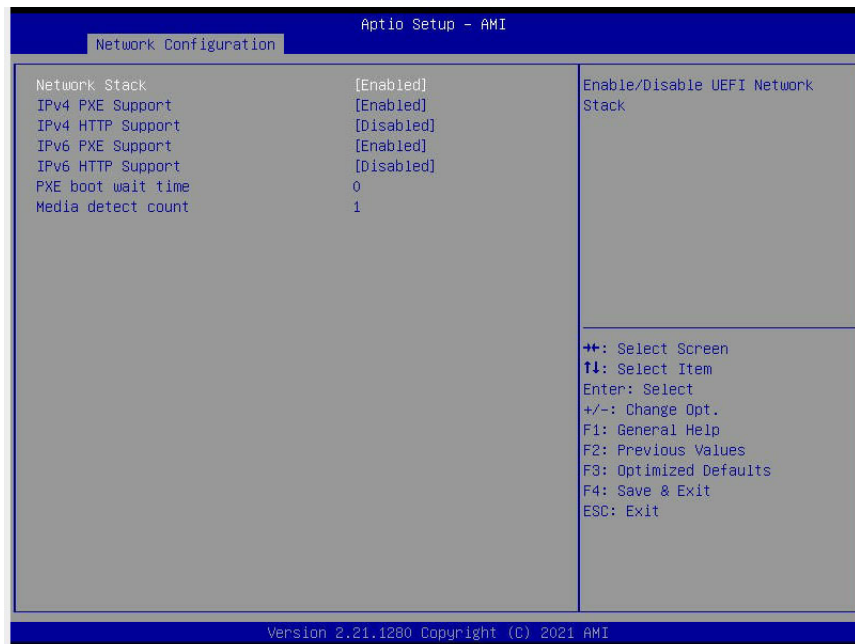 Aptio Setup – AMI
Network Configuration
Network Stack [Enabled]
IPv4 PXE Support [Enabled]
IPv4 HTTP Support [Disabled]
IPv6 PXE Support [Enabled]
IPv6 HTTP Support [Disabled]
PXE boot wait time 0
Media detect count 1
Enable/Disable UEFI Network
Stack
→←: Select Screen
↑↓: Select Item
Enter: Select
+/-: Change Opt.
F1: General Help
F2: Previous Values
F3: Optimized Defaults
F4: Save & Exit
ESC: Exit
Version 2.21.1280 Copyright (C) 2021 AMI